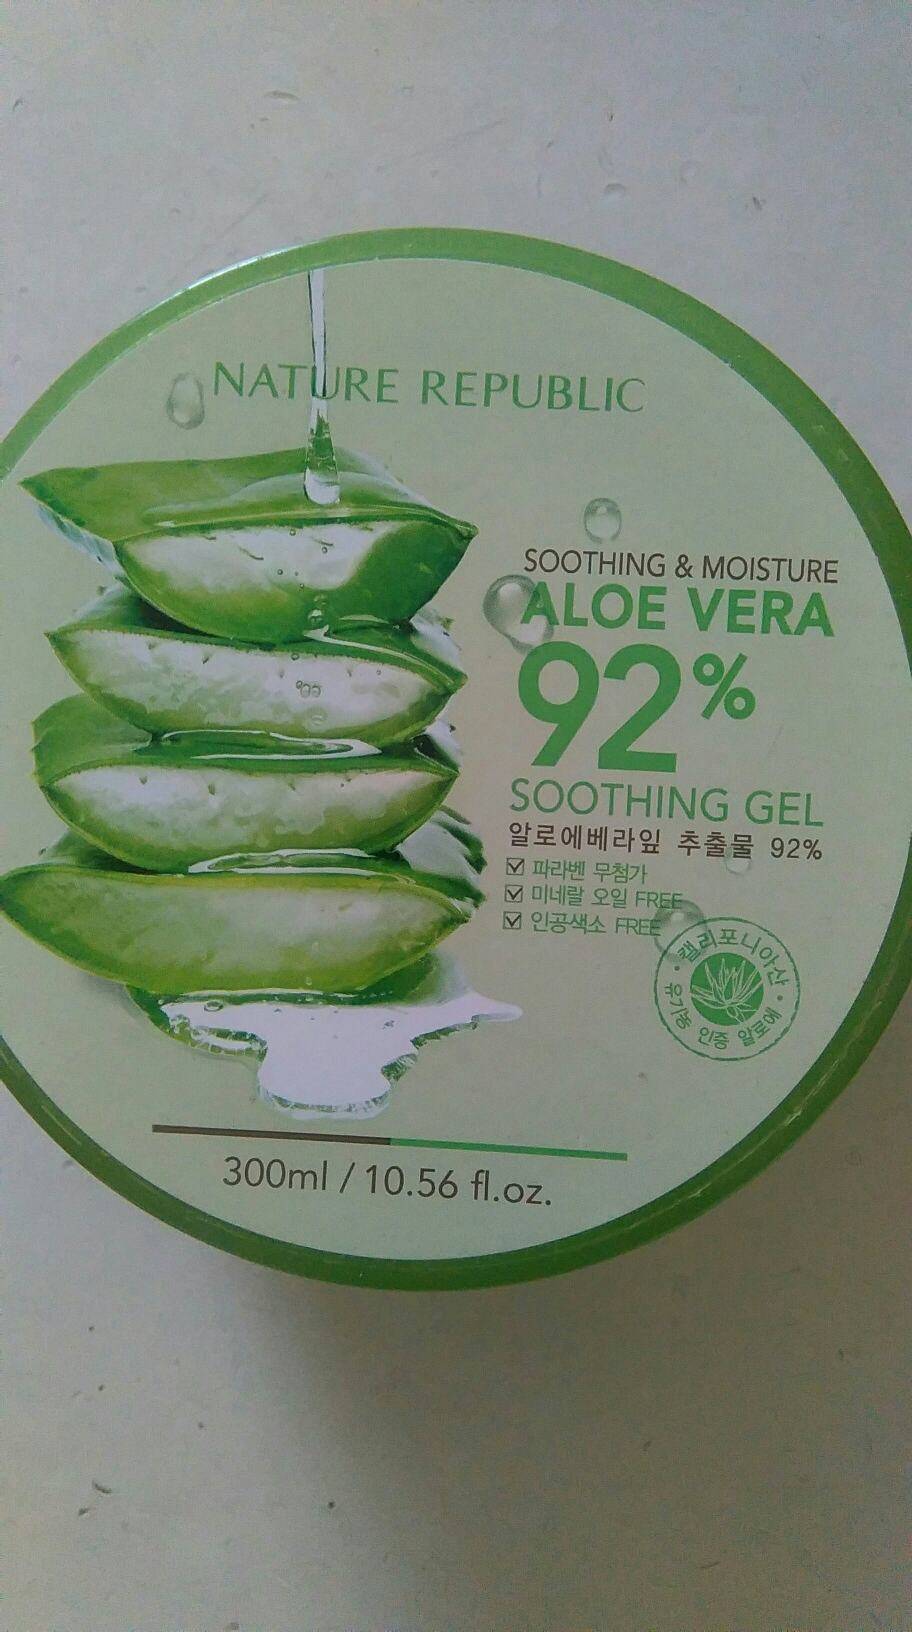 NATURE REPUBLIC
SOOTHING & MOISTURE
ALOE VERA
92%
SOOTHING GEL
알로에베라잎 추출물 92%
파라벤 무첨가
미네랄 오일 FREE
인공색소 FREE
캘리포니아산
유기농 인증 알로에
300ml / 10.56 fl.oz.